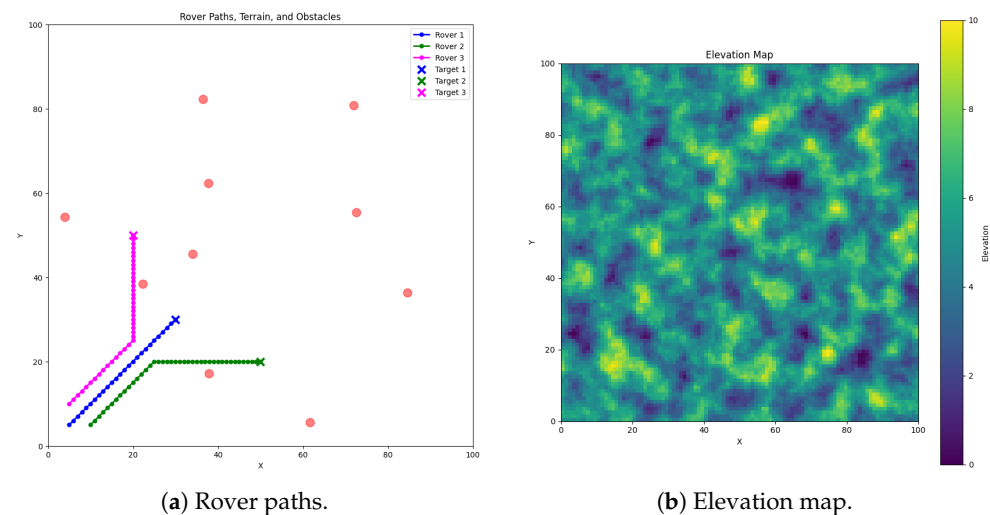 Rover Paths, Terrain, and Obstacles
100
80
60
40
20
0
Y
0 20 40 60 80 100
X
Rover 1
Rover 2
Rover 3
Target 1
Target 2
Target 3
(a) Rover paths.
Elevation Map
100
80
60
40
20
0
Y
0 20 40 60 80 100
X
10
8
6
4
2
0
Elevation
(b) Elevation map.